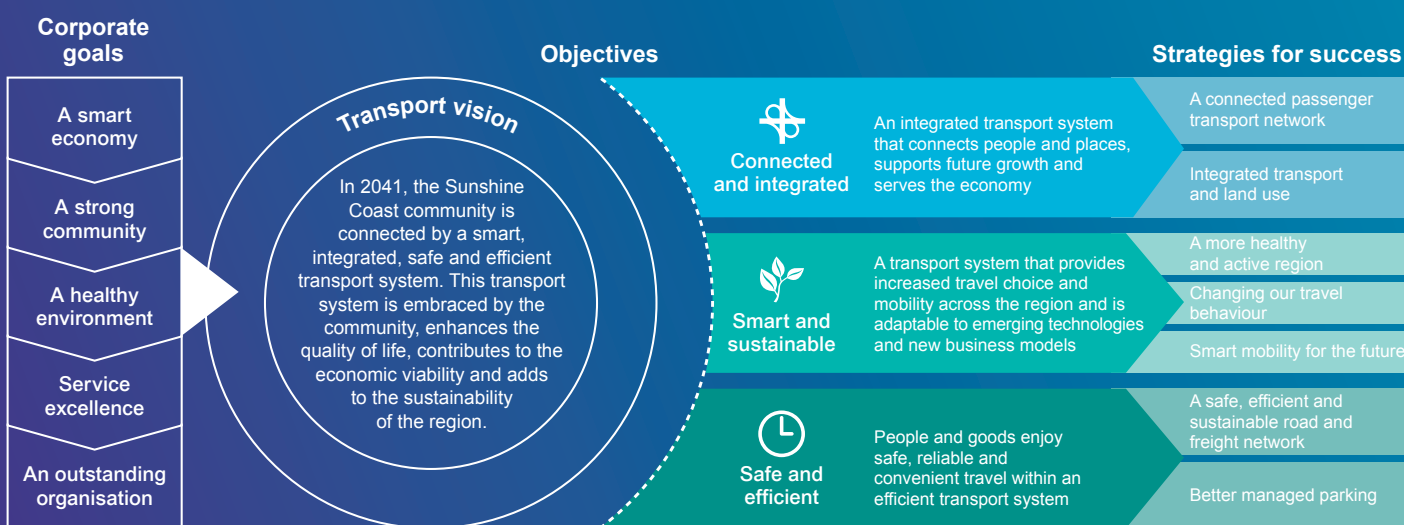 Corporate
goals
A smart
economy
A strong
community
A healthy
environment
Service
excellence
An outstanding
organisation
Transport vision
In 2041, the Sunshine
Coast community is
connected by a smart,
integrated, safe and efficient
transport system. This transport
system is embraced by the
community, enhances the
quality of life, contributes to the
economic viability and adds
to the sustainability
of the region.
Objectives
Connected
and integrated
An integrated transport system
that connects people and places,
supports future growth and
serves the economy
Smart and
sustainable
A transport system that provides
increased travel choice and
mobility across the region and is
adaptable to emerging technologies
and new business models
Safe and
efficient
People and goods enjoy
safe, reliable and
convenient travel within an
efficient transport system
Strategies for success
A connected passenger
transport network
Integrated transport
and land use
A more healthy
and active region
Changing our travel
behaviour
Smart mobility for the future
A safe, efficient and
sustainable road and
freight network
Better managed parking